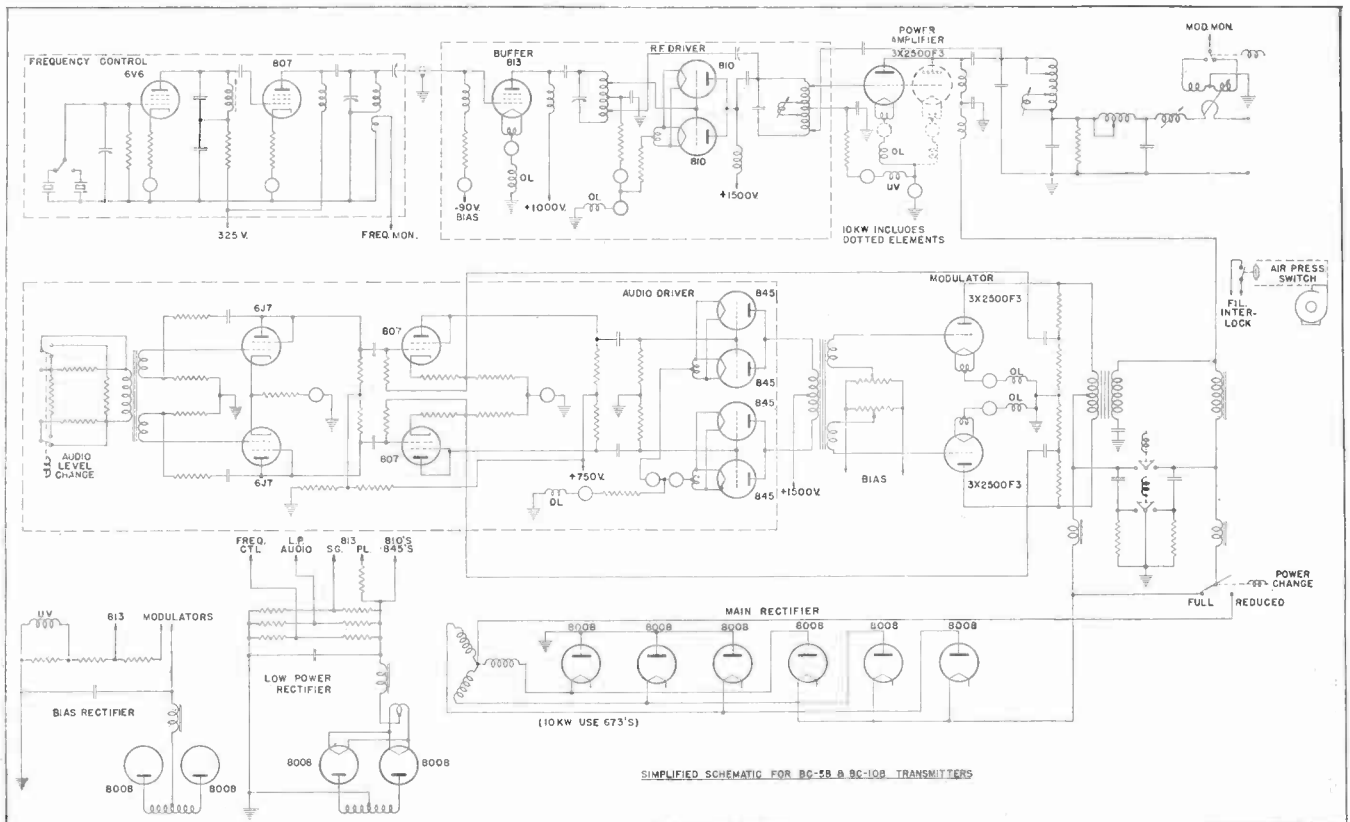 FREQUENCY CONTROL
6V6
807
325 V.
FREQ. MON.
BUFFER
813
OL
-90V.
BIAS
+1000V.
R.F. DRIVER
810
810
OL
+1500V.
POWER
AMPLIFIER
3X2500F3
OL
UV
10 KW INCLUDES
DOTTED ELEMENTS
MOD. MON.
AIR PRESS
SWITCH
FIL.
INTER-
LOCK
AUDIO
LEVEL
CHANGE
6J7
6J7
807
807
AUDIO DRIVER
845
845
845
845
+750V.
OL
+1500V.
BIAS
MODULATOR
3X2500F3
OL
OL
3X2500F3
POWER
CHANGE
FULL
REDUCED
UV
813
MODULATORS
BIAS RECTIFIER
8008
8008
FREQ.
CTL
L.P.
AUDIO
813
SG.
PL
810'S
845'S
LOW POWER
RECTIFIER
8008
8008
MAIN RECTIFIER
8008
8008
8008
8008
8008
8008
(10 KW USE 673'S)
SIMPLIFIED SCHEMATIC FOR BC-5B & BC-10B TRANSMITTERS